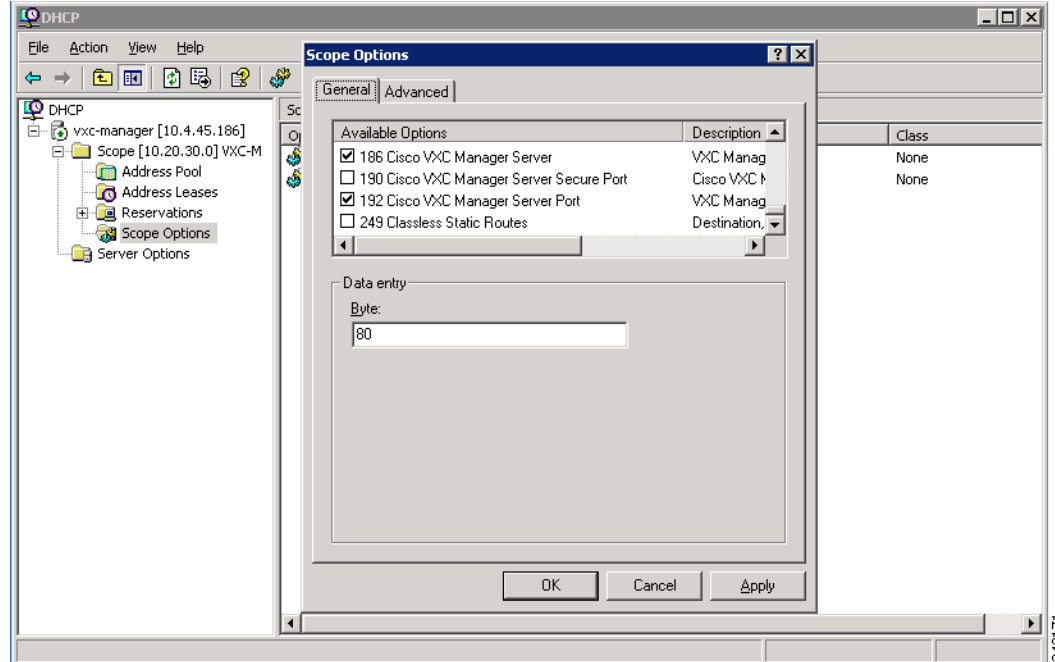 DHCP
File Action View Help
DHCP
vxc-manager [10.4.45.186]
Scope [10.20.30.0] VXC-M
Address Pool
Address Leases
Reservations
Scope Options
Server Options
Scope Options
General Advanced
Available Options Description
186 Cisco VXC Manager Server VXC Manag
190 Cisco VXC Manager Server Secure Port Cisco VXC
192 Cisco VXC Manager Server Port VXC Manag
249 Classless Static Routes Destination,
Data entry
Byte:
80
OK Cancel Apply
Class
None
None